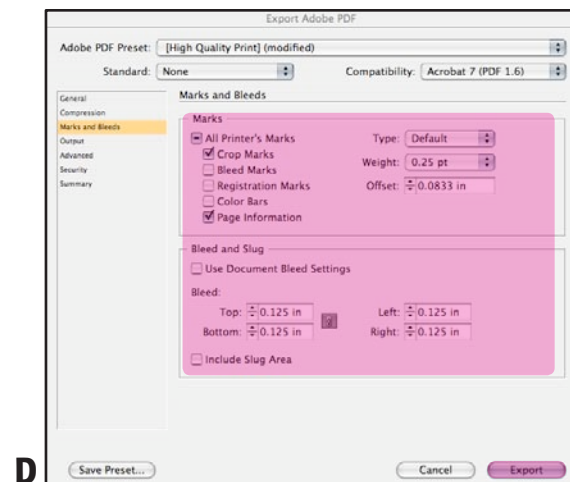 Export Adobe PDF
Adobe PDF Preset: [High Quality Print] (modified)
Standard: None Compatibility: Acrobat 7 (PDF 1.6)
General
Compression
Marks and Bleeds
Output
Advanced
Security
Summary
Marks and Bleeds
Marks
All Printer's Marks Type: Default
Crop Marks
Bleed Marks Weight: 0.25 pt
Registration Marks Offset: 0.0833 in
Color Bars
Page Information
Bleed and Slug
Use Document Bleed Settings
Bleed:
Top: 0.125 in Left: 0.125 in
Bottom: 0.125 in Right: 0.125 in
Include Slug Area
D Save Preset... Cancel Export